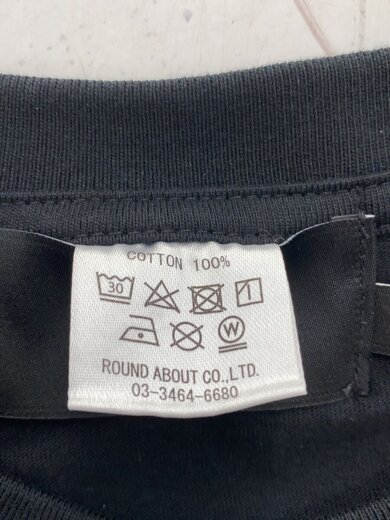 COTTON 100%
30
W
ROUND ABOUT CO.,LTD.
03-3464-6680